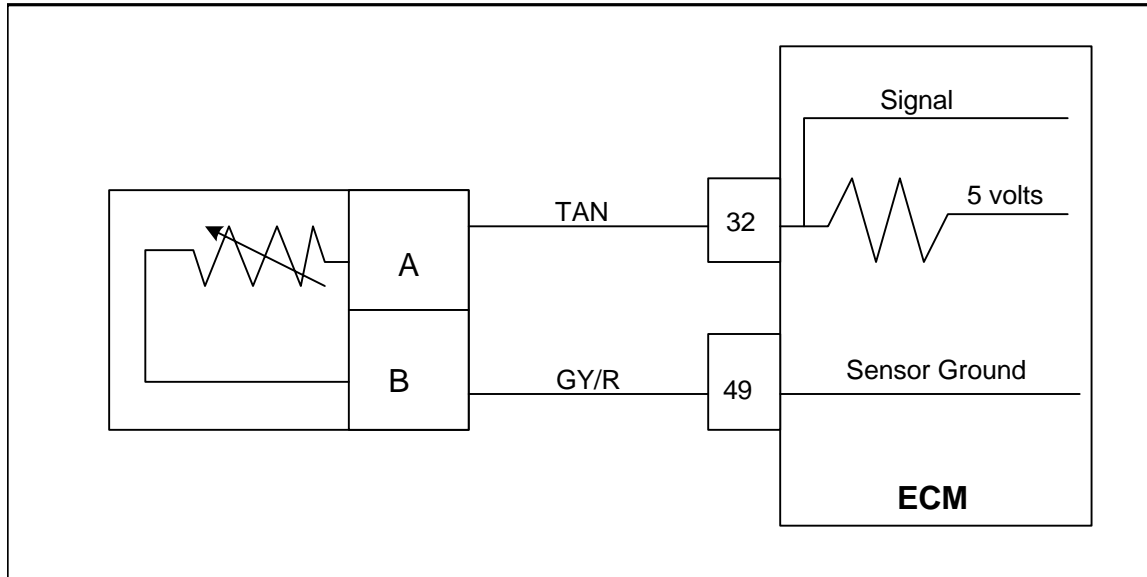 Signal
5 volts
TAN
32
A
B
GY/R
49
Sensor Ground
ECM